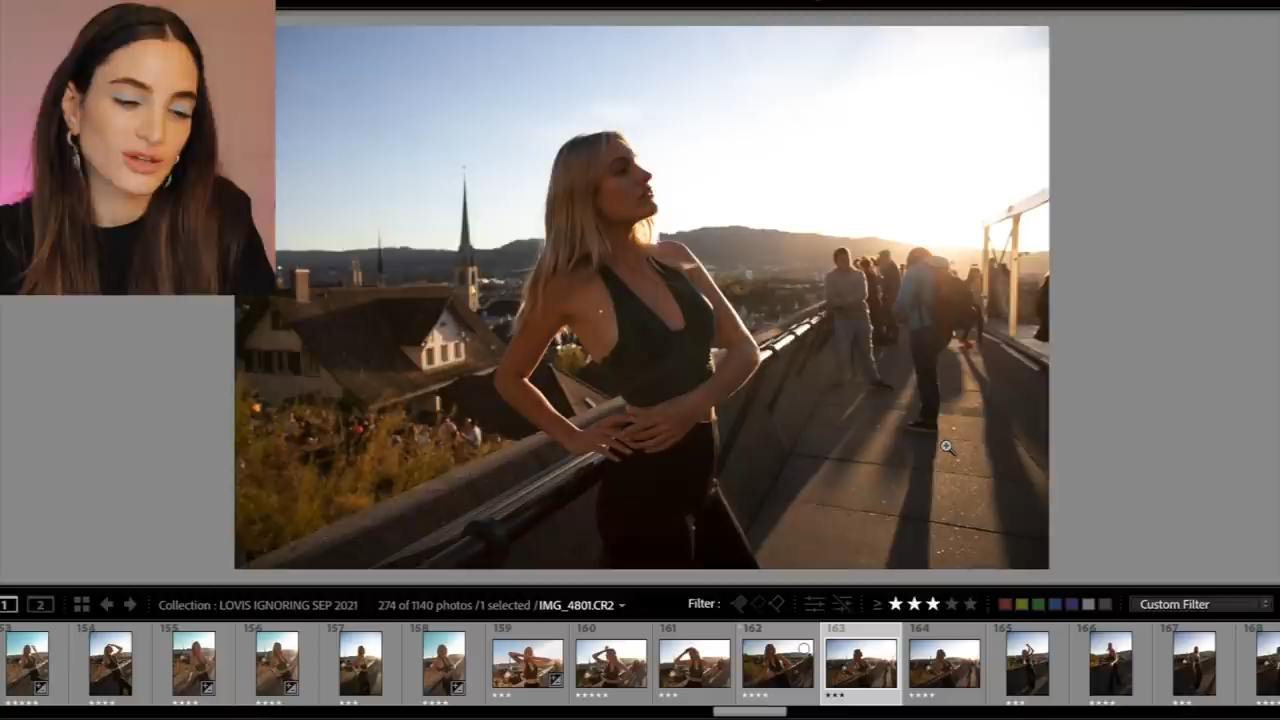 1 2 Collection : LOVIS IGNORING SEP 2021 274 of 1140 photos / 1 selected / IMG_4801.CR2 Filter : ≥ ★★★★★ Custom Filter
153 154 155 156 157 158 159 160 161 162 163 164 165 166 167 168